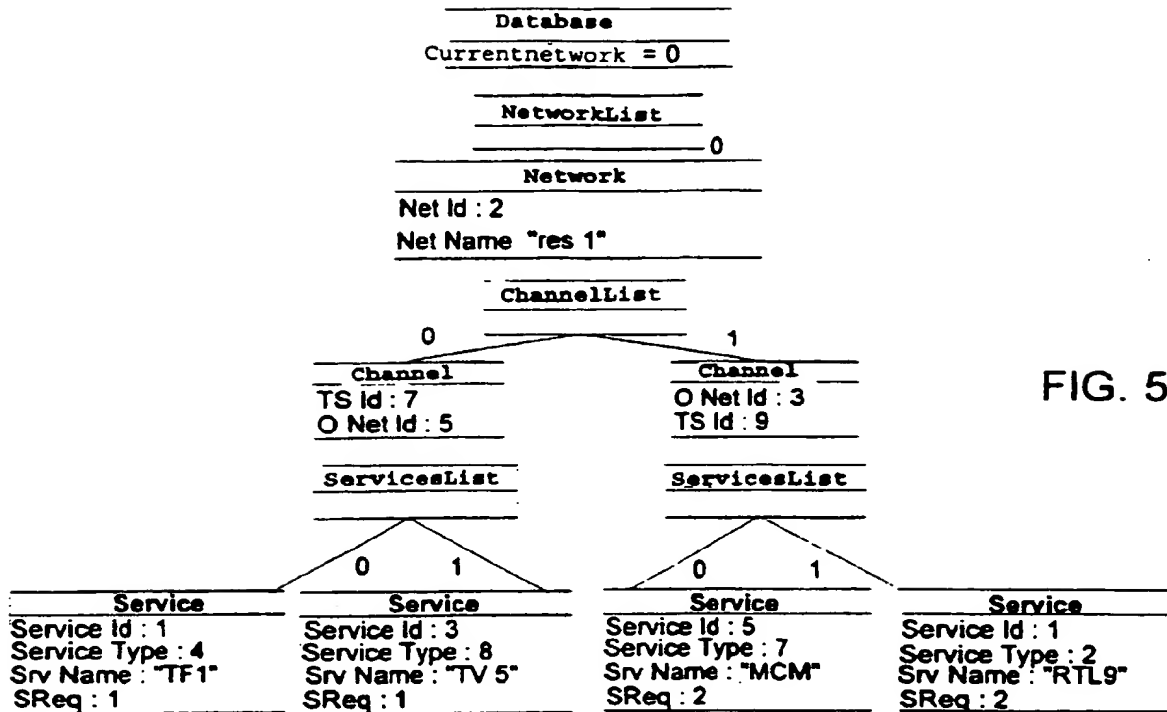 Database
Currentnetwork = 0
NetworkList
0
Network
Net Id : 2
Net Name "res 1"
ChannelList
0 1
Channel Channel
TS Id : 7 O Net Id : 3
O Net Id : 5 TS Id : 9
FIG. 5
ServicesList ServicesList
0 1 0 1
Service Service Service Service
Service Id : 1 Service Id : 3 Service Id : 5 Service Id : 1
Service Type : 4 Service Type : 8 Service Type : 7 Service Type : 2
Srv Name : "TF1" Srv Name : "TV 5" Srv Name : "MCM" Srv Name : "RTL9"
SReq : 1 SReq : 1 SReq : 2 SReq : 2